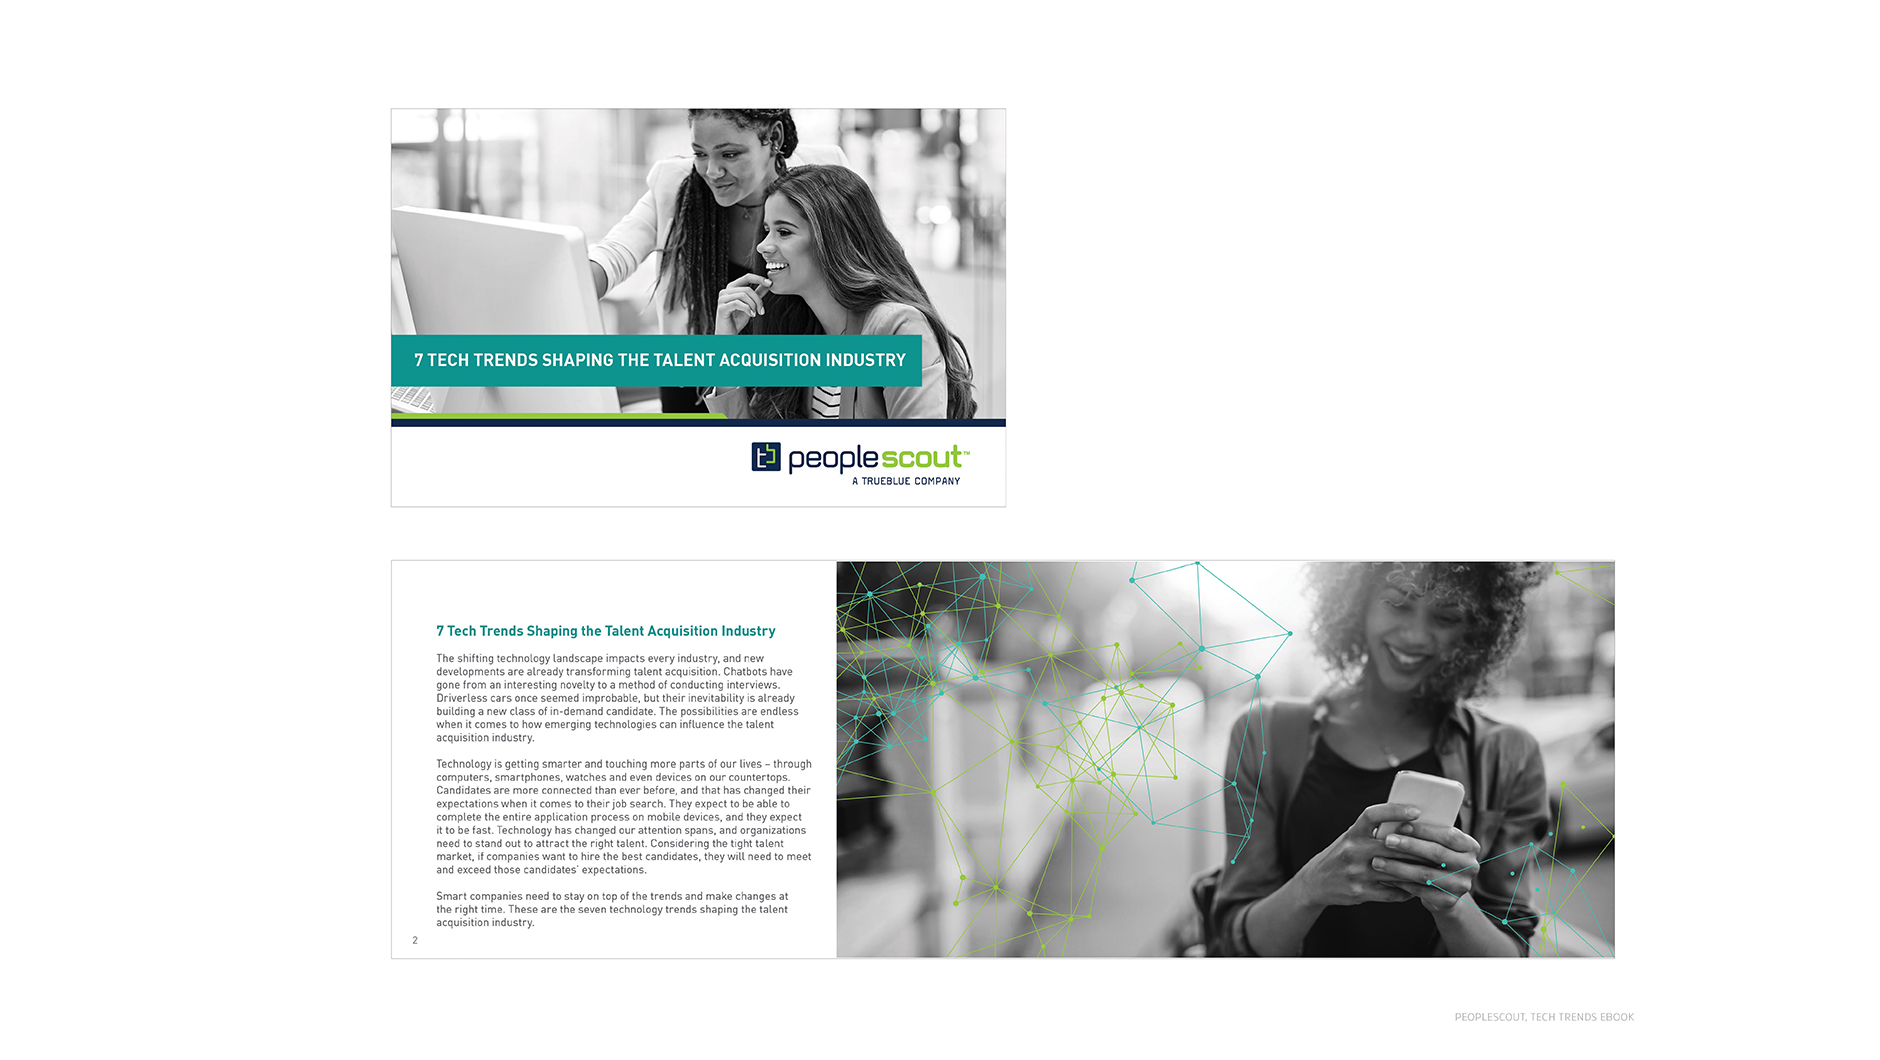 7 TECH TRENDS SHAPING THE TALENT ACQUISITION INDUSTRY
peoplescout™
A TRUEBLUE COMPANY
7 Tech Trends Shaping the Talent Acquisition Industry
The shifting technology landscape impacts every industry, and new
developments are already transforming talent acquisition. Chatbots have
gone from an interesting novelty to a method of conducting interviews.
Driverless cars once seemed improbable, but their inevitability is already
building a new class of in-demand candidate. The possibilities are endless
when it comes to how emerging technologies can influence the talent
acquisition industry.
Technology is getting smarter and touching more parts of our lives – through
computers, smartphones, watches and even devices on our countertops.
Candidates are more connected than ever before, and that has changed their
expectations when it comes to their job search. They expect to be able to
complete the entire application process on mobile devices, and they expect
it to be fast. Technology has changed our attention spans, and organizations
need to stand out to attract the right talent. Considering the tight talent
market, if companies want to hire the best candidates, they will need to meet
and exceed those candidates' expectations.
Smart companies need to stay on top of the trends and make changes at
the right time. These are the seven technology trends shaping the talent
acquisition industry.
2
PEOPLESCOUT, TECH TRENDS EBOOK